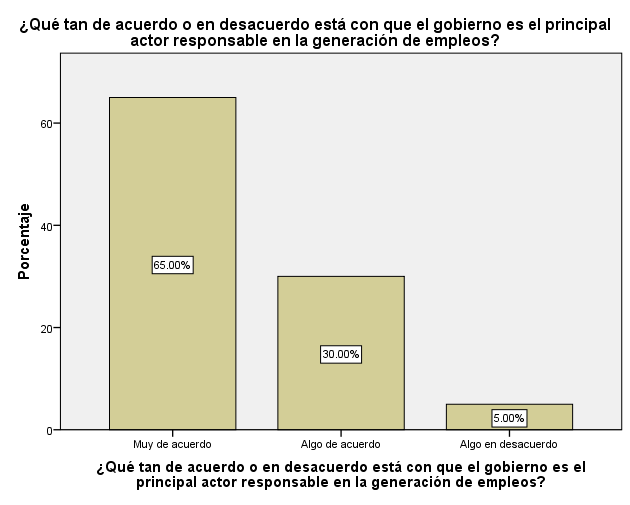 ¿Qué tan de acuerdo o en desacuerdo está con que el gobierno es el principal
actor responsable en la generación de empleos?
Porcentaje
60
40
20
0
65.00%
30.00%
5.00%
Muy de acuerdo
Algo de acuerdo
Algo en desacuerdo
¿Qué tan de acuerdo o en desacuerdo está con que el gobierno es el
principal actor responsable en la generación de empleos?